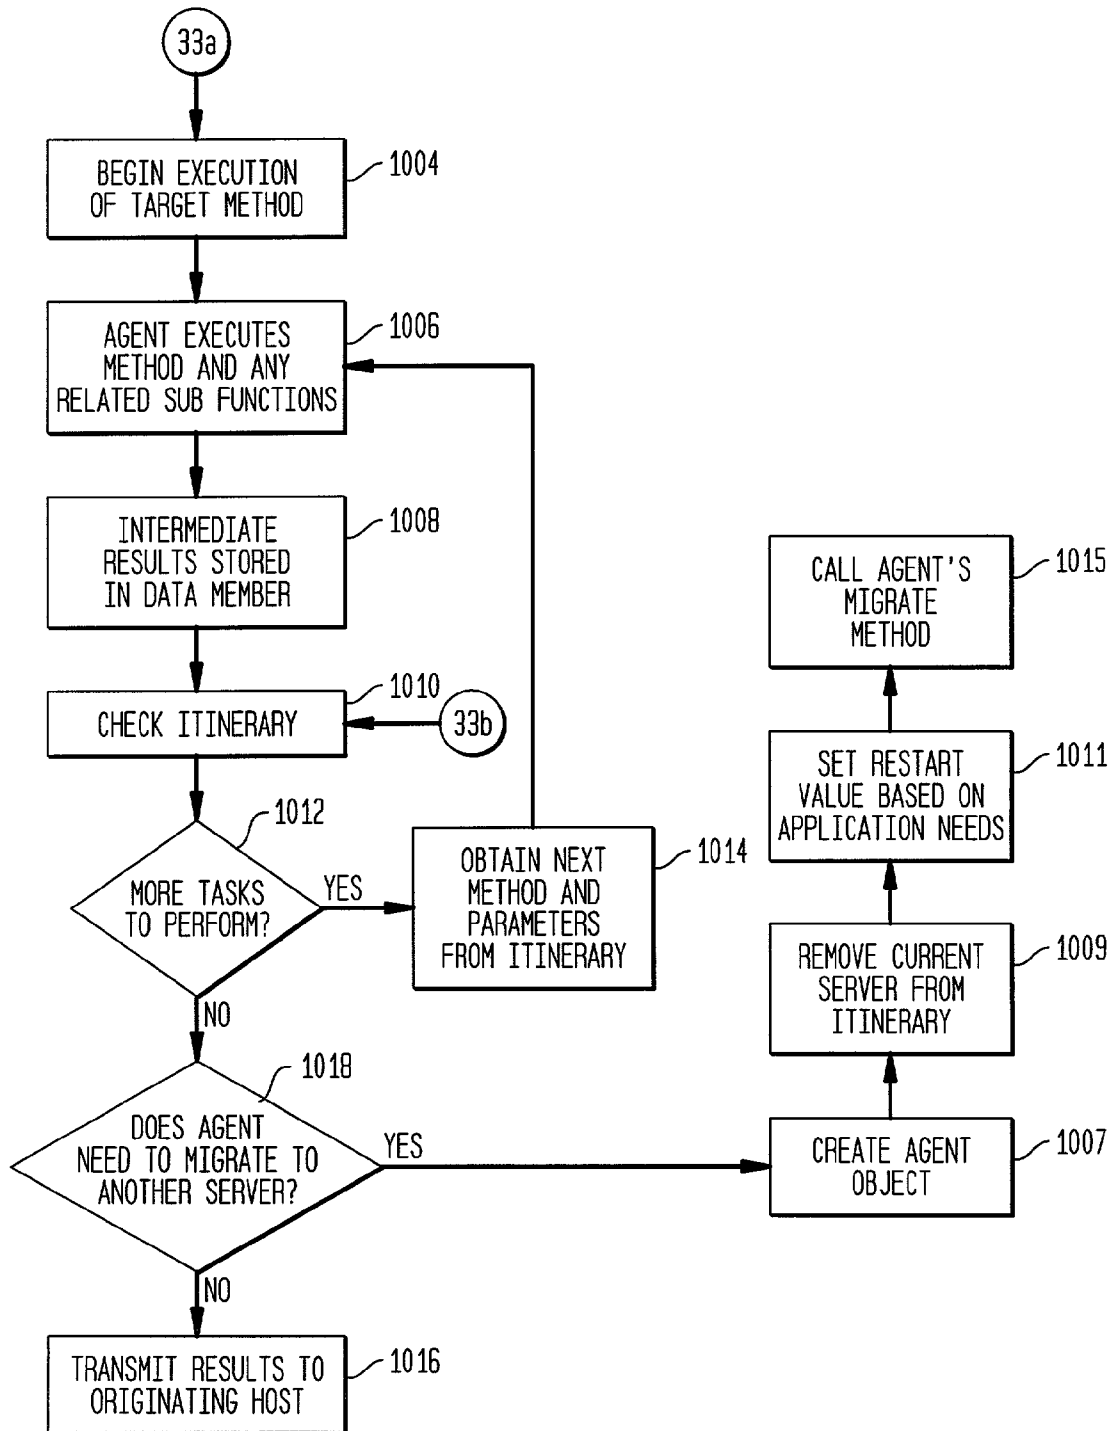 33a
BEGIN EXECUTION
OF TARGET METHOD
1004
AGENT EXECUTES
METHOD AND ANY
RELATED SUB FUNCTIONS
1006
INTERMEDIATE
RESULTS STORED
IN DATA MEMBER
1008
CHECK ITINERARY
1010
33b
MORE TASKS
TO PERFORM?
1012
YES
OBTAIN NEXT
METHOD AND
PARAMETERS
FROM ITINERARY
1014
NO
DOES AGENT
NEED TO MIGRATE TO
ANOTHER SERVER?
1018
YES
CREATE AGENT
OBJECT
1007
REMOVE CURRENT
SERVER FROM
ITINERARY
1009
SET RESTART
VALUE BASED ON
APPLICATION NEEDS
1011
CALL AGENT'S
MIGRATE
METHOD
1015
NO
TRANSMIT RESULTS TO
ORIGINATING HOST
1016